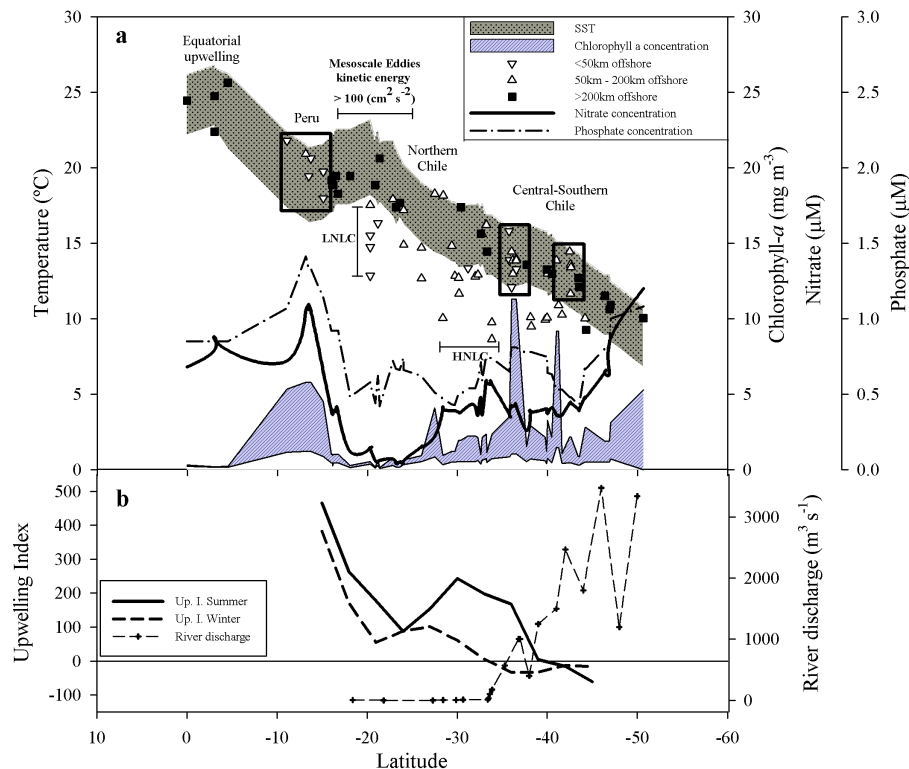 a
Equatorial
upwelling
Mesoscale Eddies
kinetic energy
> 100 (cm² s⁻²)
Peru
Northern
Chile
Central-Southern
Chile
LNLC
HNLC
SST
Chlorophyll a concentration
<50km offshore
50km - 200km offshore
>200km offshore
Nitrate concentration
Phosphate concentration
Temperature (ºC)
30
25
20
15
10
5
0
30
25
20
15
10
5
0
Chlorophyll-a (mg m⁻³)
Nitrate (µM)
3.0
2.5
2.0
1.5
1.0
0.5
0.0
Phosphate (µM)
b
Upwelling Index
500
400
300
200
100
0
-100
Up. I. Summer
Up. I. Winter
River discharge
3000
2000
1000
0
River discharge (m³ s⁻¹)
10 0 -10 -20 -30 -40 -50 -60
Latitude